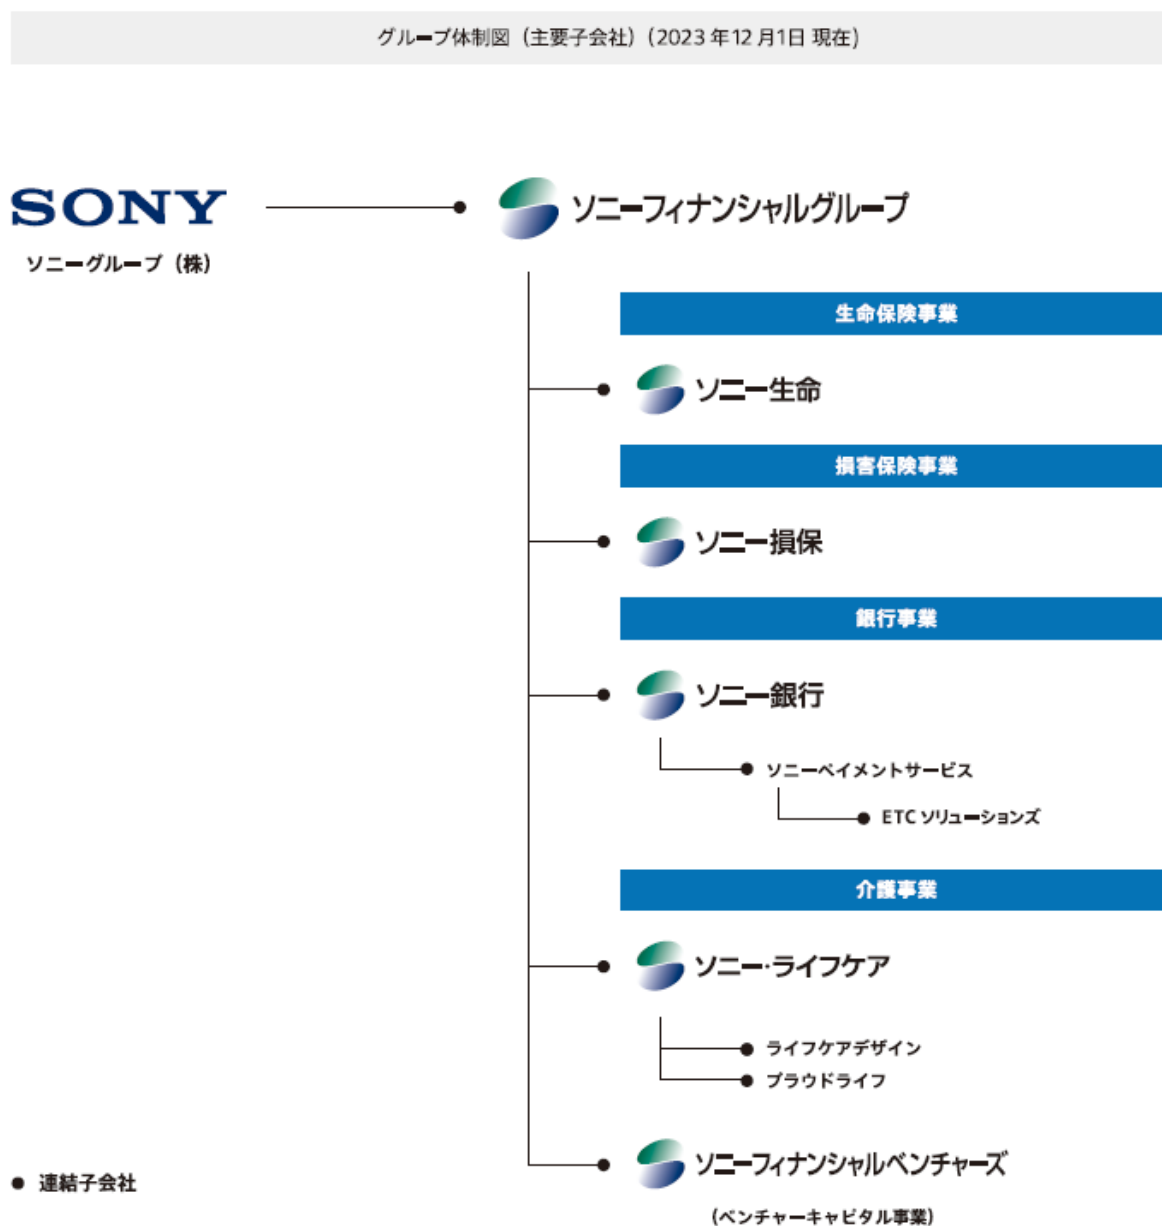 グループ体制図（主要子会社）（2023年12月1日 現在)
SONY
ソニーグループ（株）
ソニーフィナンシャルグループ
生命保険事業
ソニー生命
損害保険事業
ソニー損保
銀行事業
ソニー銀行
ソニーペイメントサービス
ETCソリューションズ
介護事業
ソニー・ライフケア
ライフケアデザイン
プラウドライフ
ソニーフィナンシャルベンチャーズ
(ベンチャーキャピタル事業)
● 連結子会社